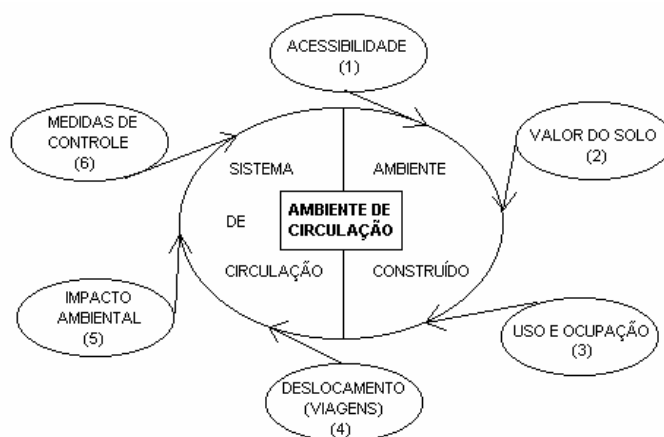 ACESSIBILIDADE
(1)
MEDIDAS DE
CONTROLE
(6)
VALOR DO SOLO
(2)
SISTEMA
DE
CIRCULAÇÃO
AMBIENTE
CONSTRUÍDO
AMBIENTE DE
CIRCULAÇÃO
IMPACTO
AMBIENTAL
(5)
USO E OCUPAÇÃO
(3)
DESLOCAMENTO
(VIAGENS)
(4)